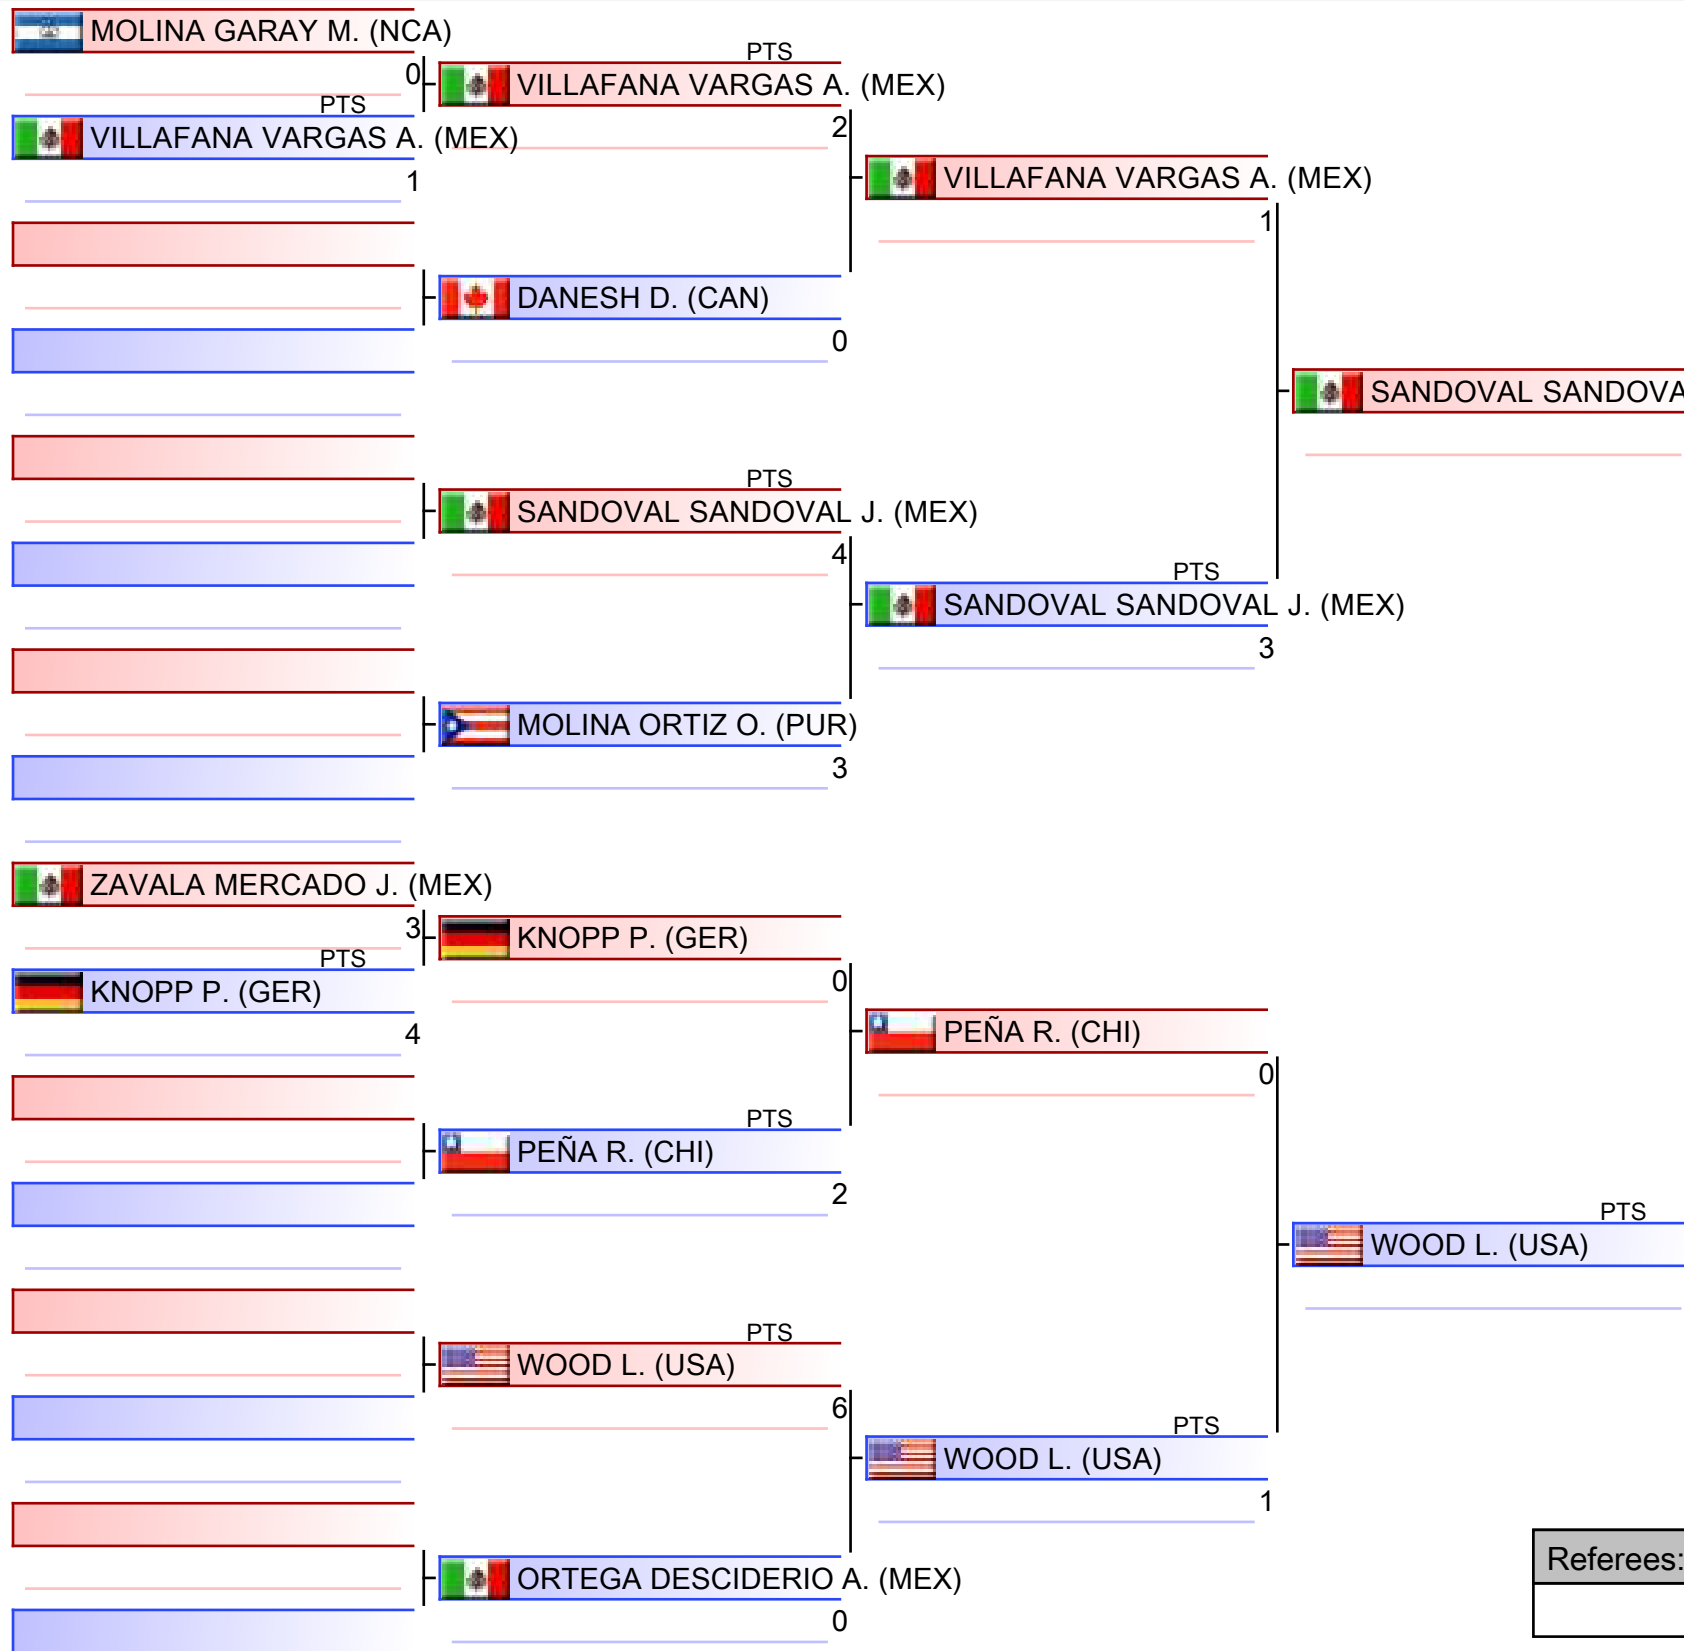 MOLINA GARAY M. (NCA)
0
PTS
VILLAFANA VARGAS A. (MEX)
1
PTS
VILLAFANA VARGAS A. (MEX)
2
DANESH D. (CAN)
0
VILLAFANA VARGAS A. (MEX)
1
PTS
SANDOVAL SANDOVAL J. (MEX)
4
MOLINA ORTIZ O. (PUR)
3
PTS
SANDOVAL SANDOVAL J. (MEX)
3
SANDOVAL SANDOVA
ZAVALA MERCADO J. (MEX)
3
PTS
KNOPP P. (GER)
4
KNOPP P. (GER)
0
PTS
PEÑA R. (CHI)
2
PEÑA R. (CHI)
0
PTS
WOOD L. (USA)
6
ORTEGA DESCIDERIO A. (MEX)
0
PTS
WOOD L. (USA)
1
PTS
WOOD L. (USA)
Referees: